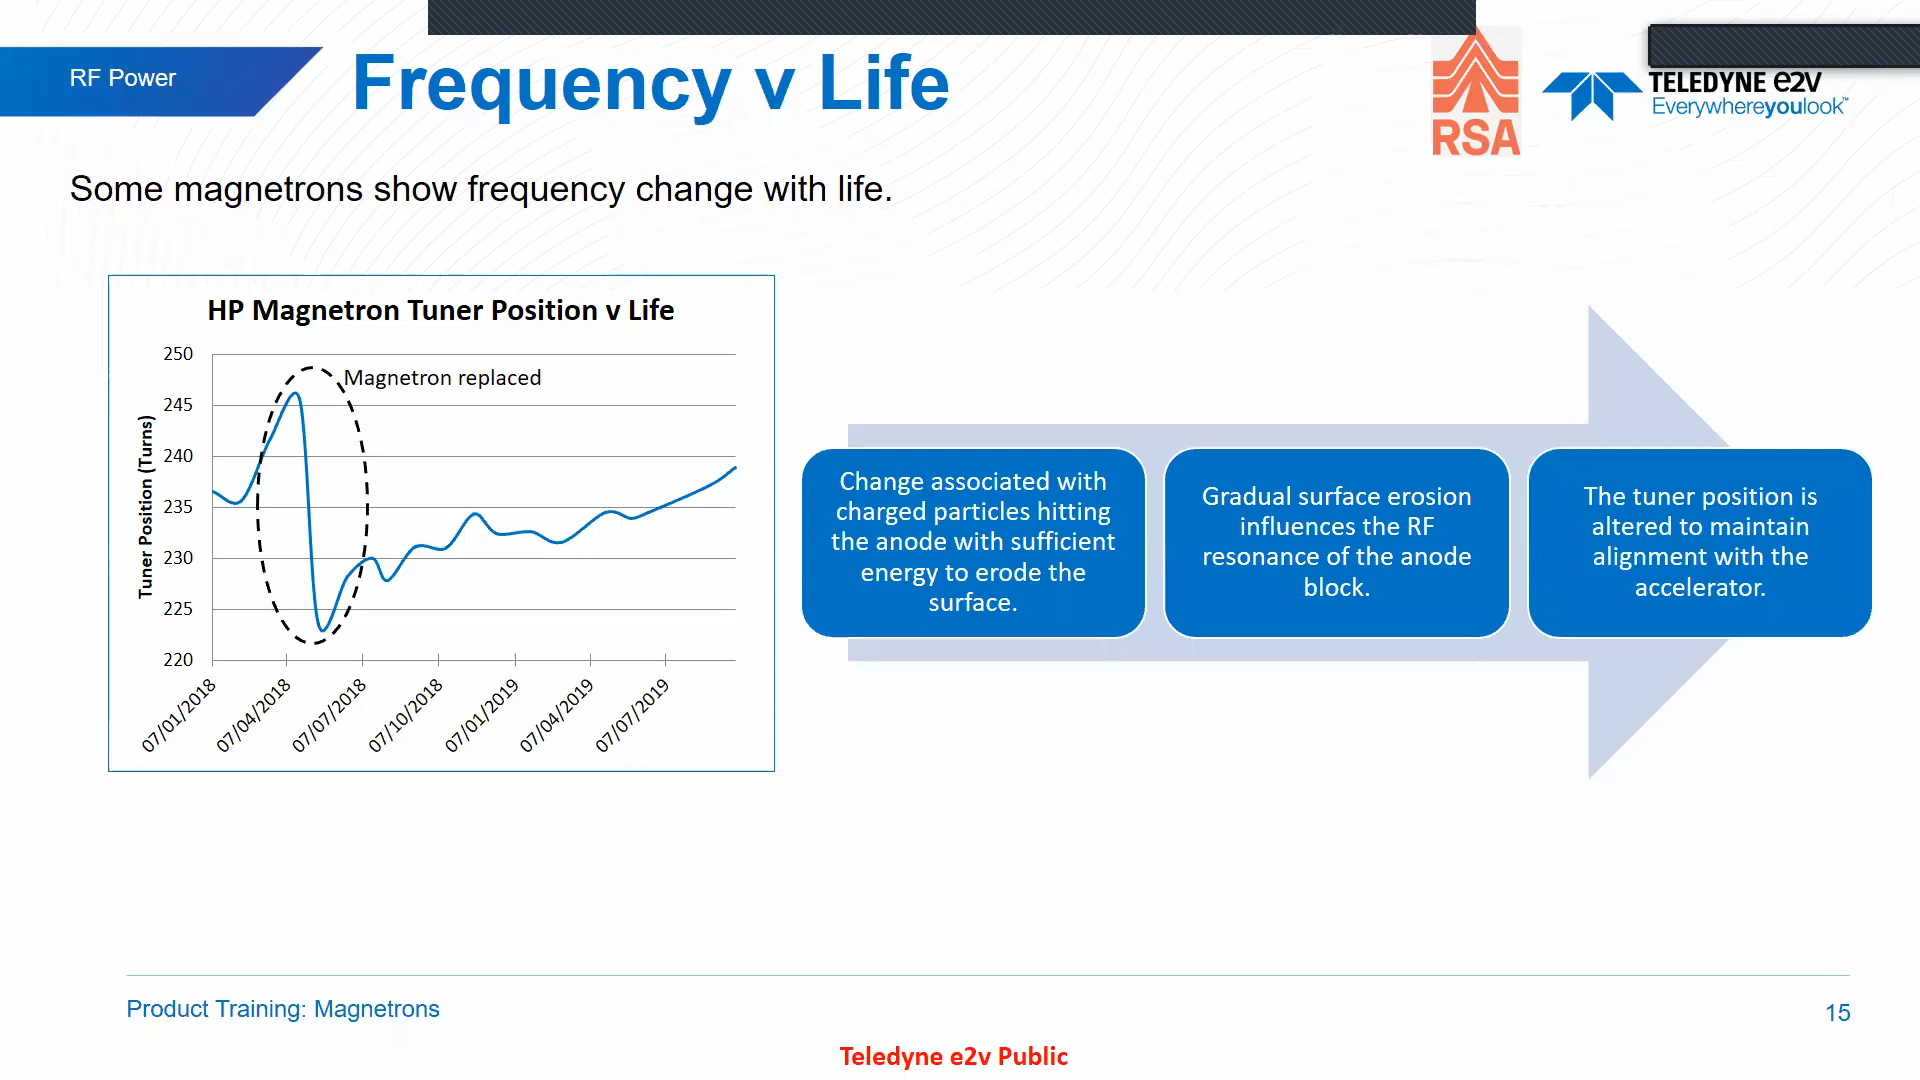 RF Power
Frequency v Life
RSA
TELEDYNE e2v
Everywhereyoulook™
Some magnetrons show frequency change with life.
HP Magnetron Tuner Position v Life
250
245
240
235
230
225
220
Tuner Position (Turns)
Magnetron replaced
07/01/2018
07/04/2018
07/07/2018
07/10/2018
07/01/2019
07/04/2019
07/07/2019
Change associated with
charged particles hitting
the anode with sufficient
energy to erode the
surface.
Gradual surface erosion
influences the RF
resonance of the anode
block.
The tuner position is
altered to maintain
alignment with the
accelerator.
Product Training: Magnetrons
15
Teledyne e2v Public